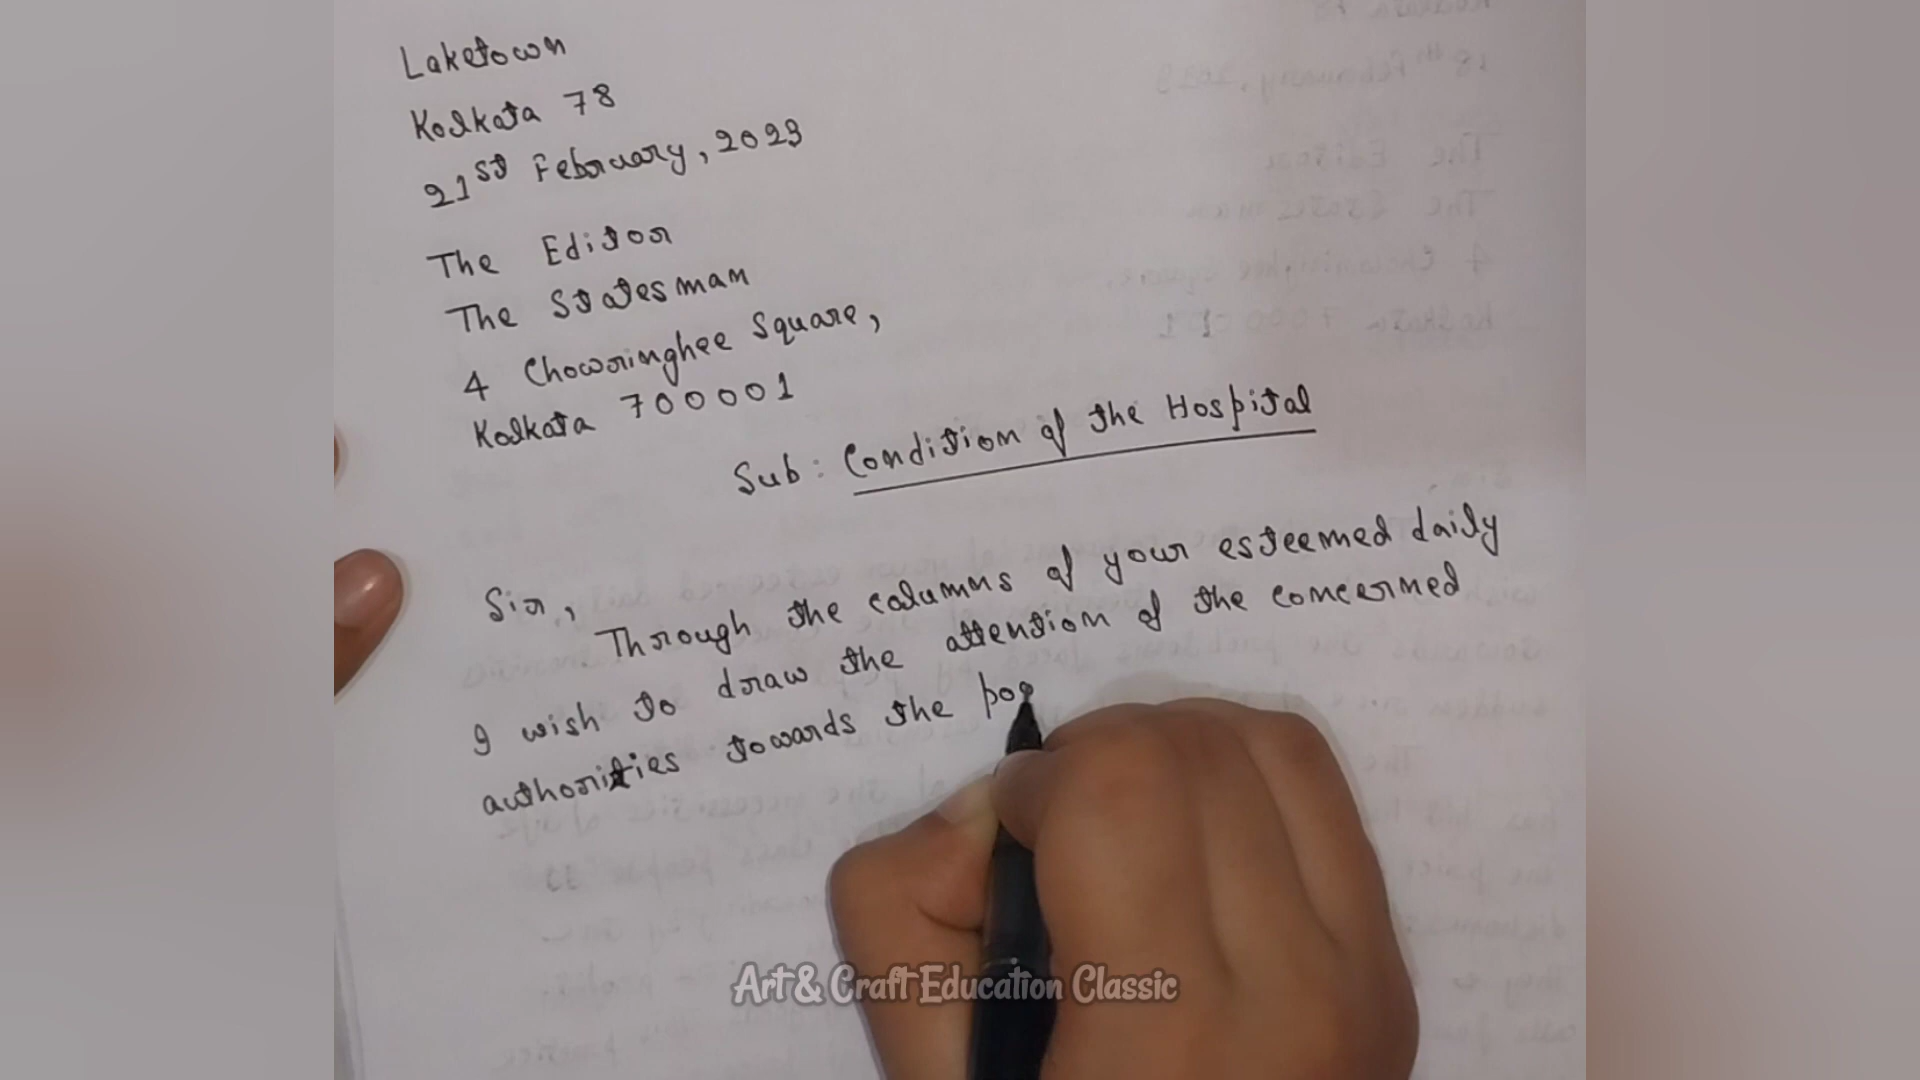 Laketown
Kolkata 78
21st February, 2023
The Editor
The Statesman
4 Chowringhee Square,
Kolkata 700001
Sub: Condition of the Hospital
Sir,
Through the columns of your esteemed daily
I wish to draw the attention of the concerned
authorities towards the poo
Art & Craft Education Classic